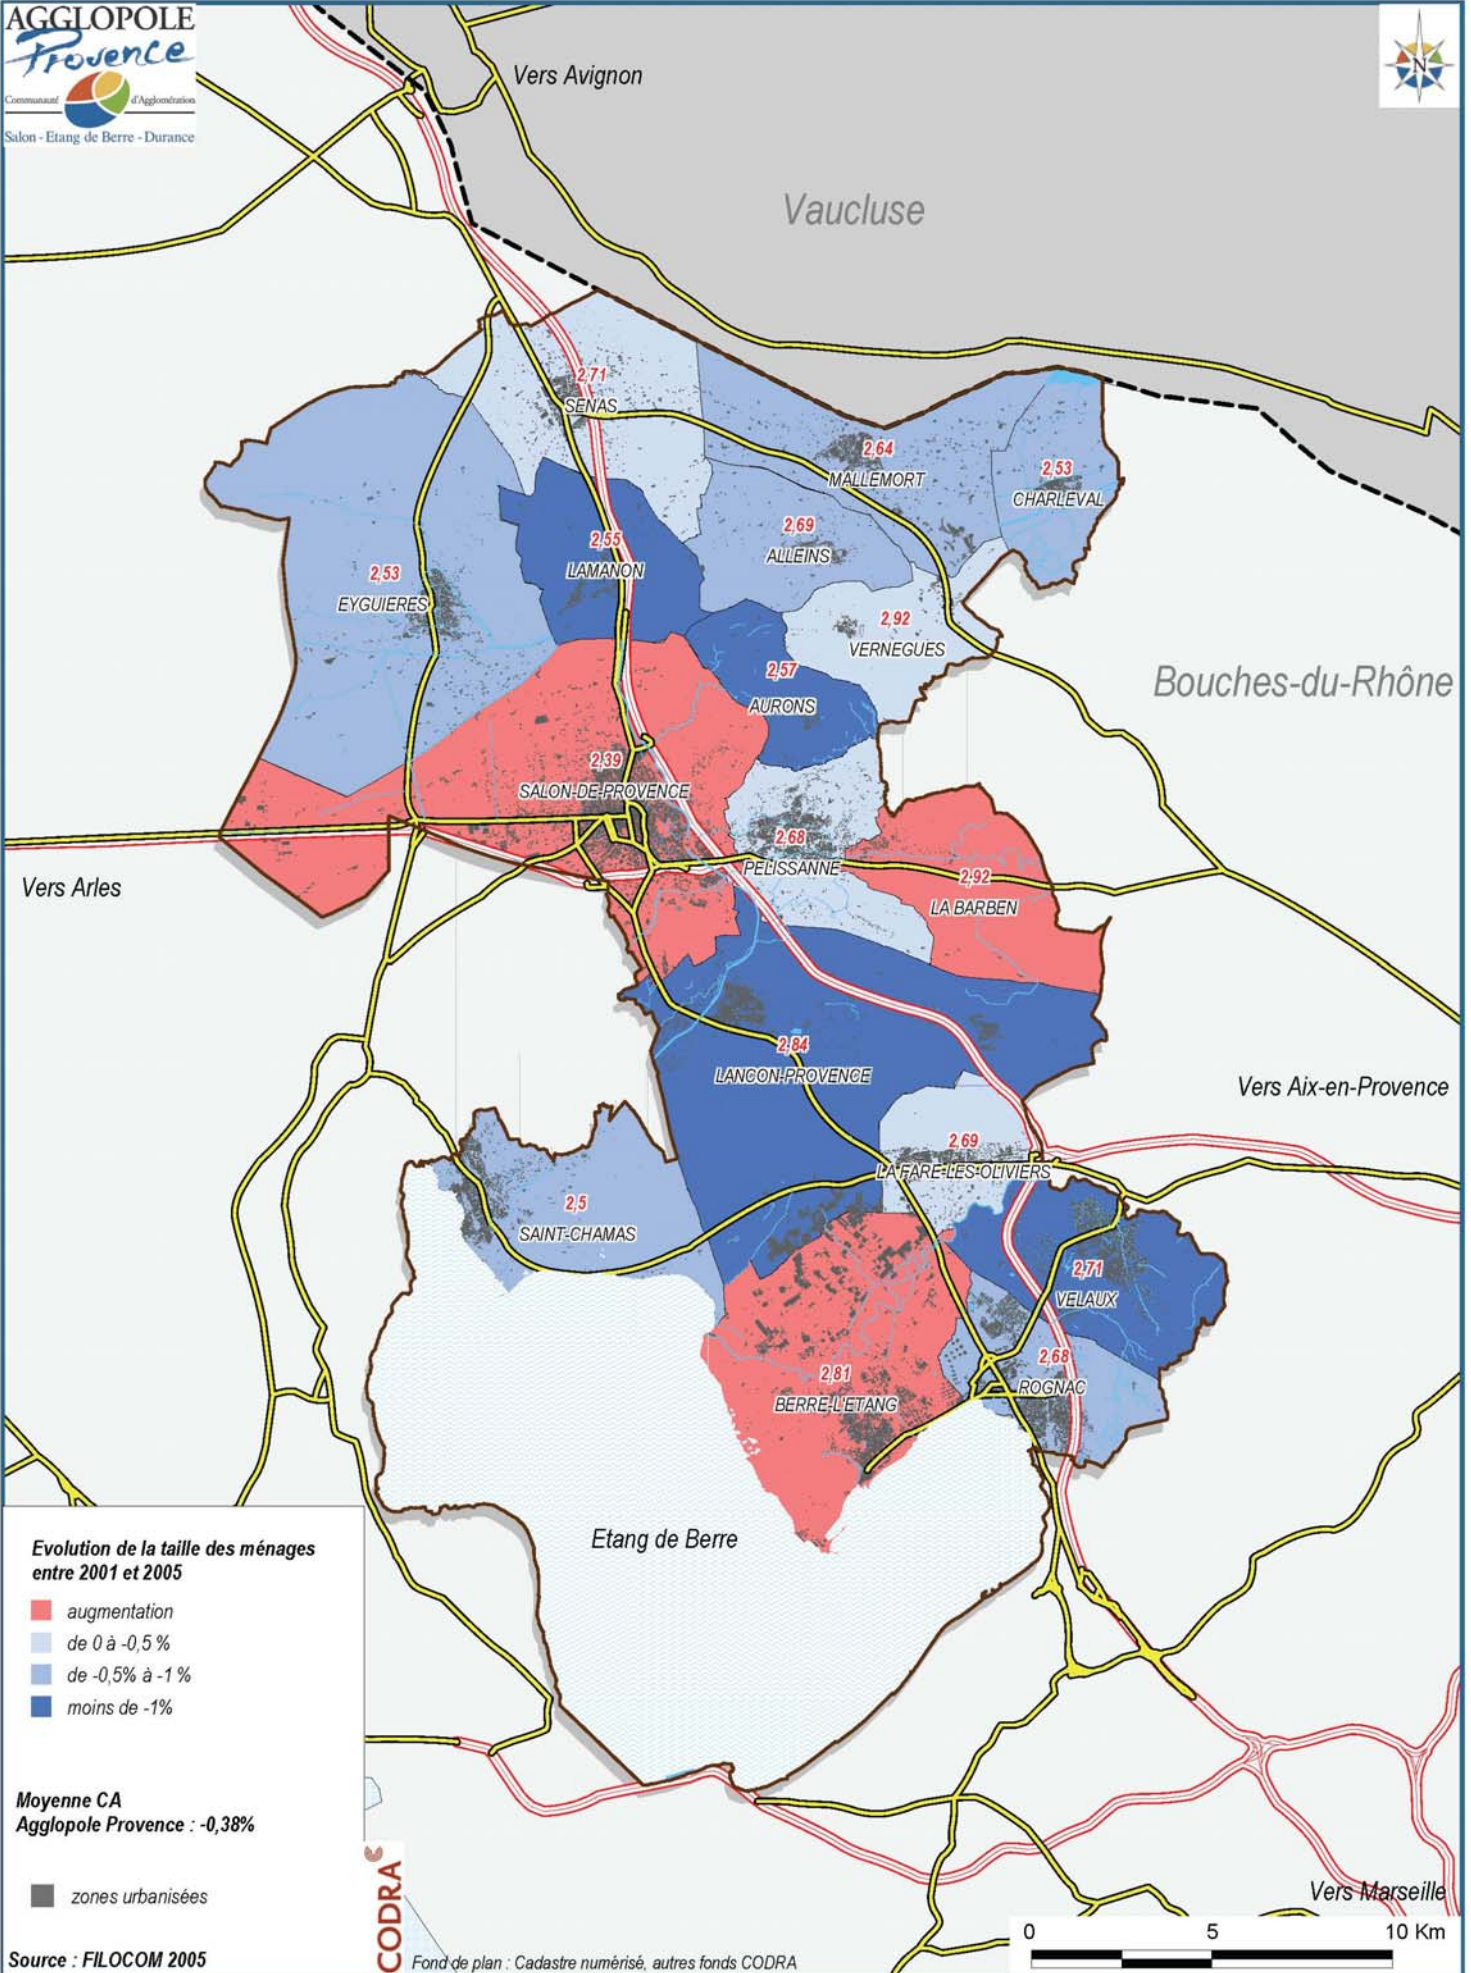 AGGLOPOLE
Provence
Communauté d'Agglomération
Salon - Etang de Berre - Durance
N
Vers Avignon
Vaucluse
2,71
SENAS
2,64
MALLEMORT
2,53
CHARLEVAL
2,69
ALLEINS
2,55
LAMANON
2,53
EYGUIERES
2,92
VERNEGUES
2,57
AURONS
Bouches-du-Rhône
2,39
SALON-DE-PROVENCE
2,68
PELISSANNE
2,92
LA BARBEN
Vers Arles
2,84
LANCON-PROVENCE
Vers Aix-en-Provence
2,69
LA FARE-LES-OLIVIERS
2,5
SAINT-CHAMAS
2,71
VELAUX
2,68
ROGNAC
2,81
BERRE-L'ETANG
Etang de Berre
Evolution de la taille des ménages
entre 2001 et 2005
augmentation
de 0 à -0,5 %
de -0,5% à -1 %
moins de -1%
Moyenne CA
Agglopole Provence : -0,38%
zones urbanisées
Source : FILOCOM 2005
CODRA
Fond de plan : Cadastre numérisé, autres fonds CODRA
Vers Marseille
0 5 10 Km